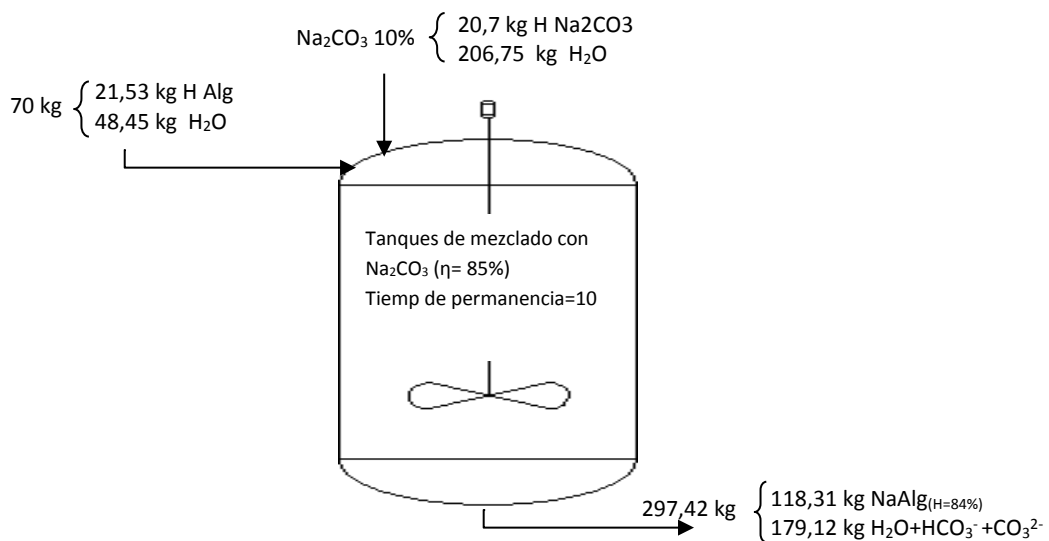 Na₂CO₃ 10% { 20,7 kg H Na2CO3
206,75 kg H₂O
70 kg { 21,53 kg H Alg
48,45 kg H₂O
Tanques de mezclado con
Na₂CO₃ (η= 85%)
Tiemp de permanencia=10
297,42 kg { 118,31 kg NaAlg(H=84%)
179,12 kg H₂O+HCO₃⁻+CO₃²⁻